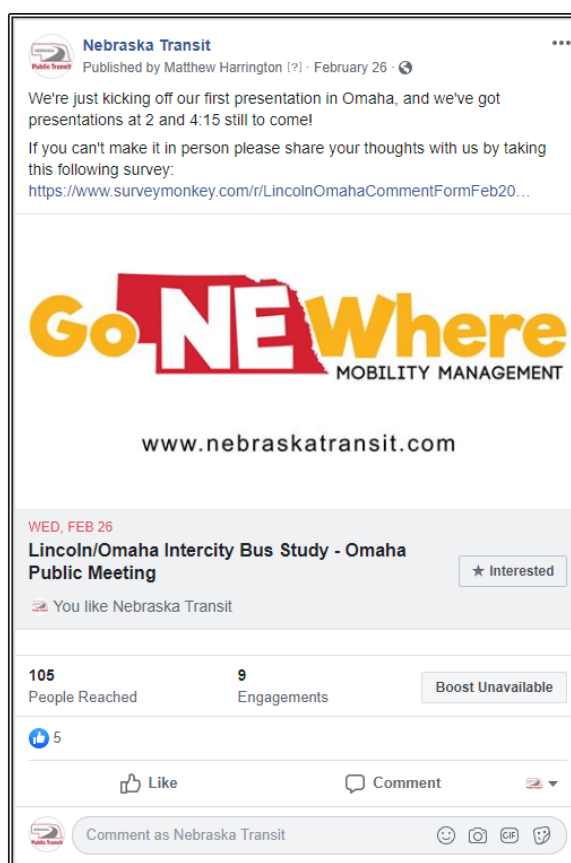 Nebraska Transit
Published by Matthew Harrington [?] · February 26 ·
We're just kicking off our first presentation in Omaha, and we've got
presentations at 2 and 4:15 still to come!
If you can't make it in person please share your thoughts with us by taking
this following survey:
https://www.surveymonkey.com/r/LincolnOmahaCommentFormFeb20...
Go NEWhere
MOBILITY MANAGEMENT
www.nebraskatransit.com
WED, FEB 26
Lincoln/Omaha Intercity Bus Study - Omaha
Public Meeting
★ Interested
You like Nebraska Transit
105
People Reached
9
Engagements
Boost Unavailable
5
Like
Comment
Public Transit
Comment as Nebraska Transit
GIF